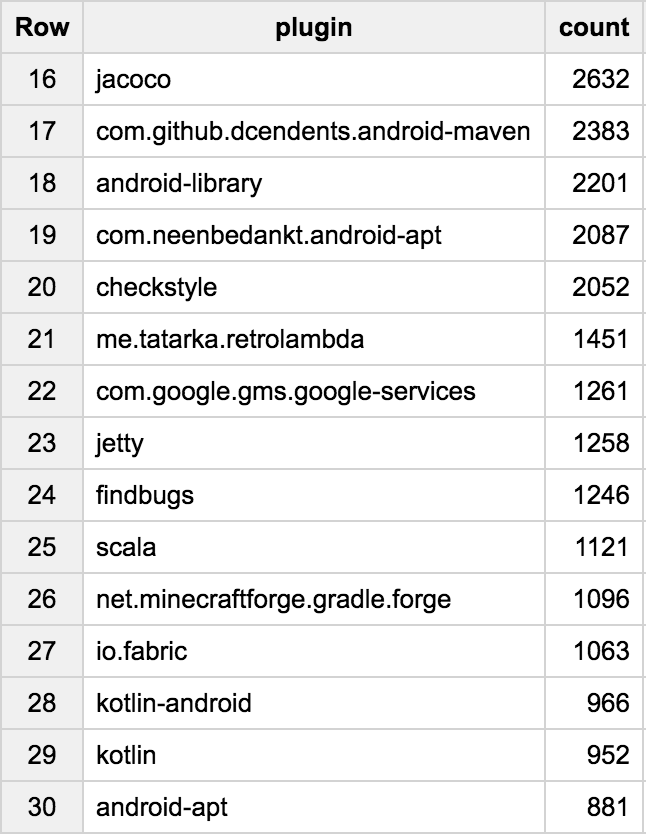 Row plugin count
16 jacoco 2632
17 com.github.dcendents.android-maven 2383
18 android-library 2201
19 com.neenbedankt.android-apt 2087
20 checkstyle 2052
21 me.tatarka.retrolambda 1451
22 com.google.gms.google-services 1261
23 jetty 1258
24 findbugs 1246
25 scala 1121
26 net.minecraftforge.gradle.forge 1096
27 io.fabric 1063
28 kotlin-android 966
29 kotlin 952
30 android-apt 881